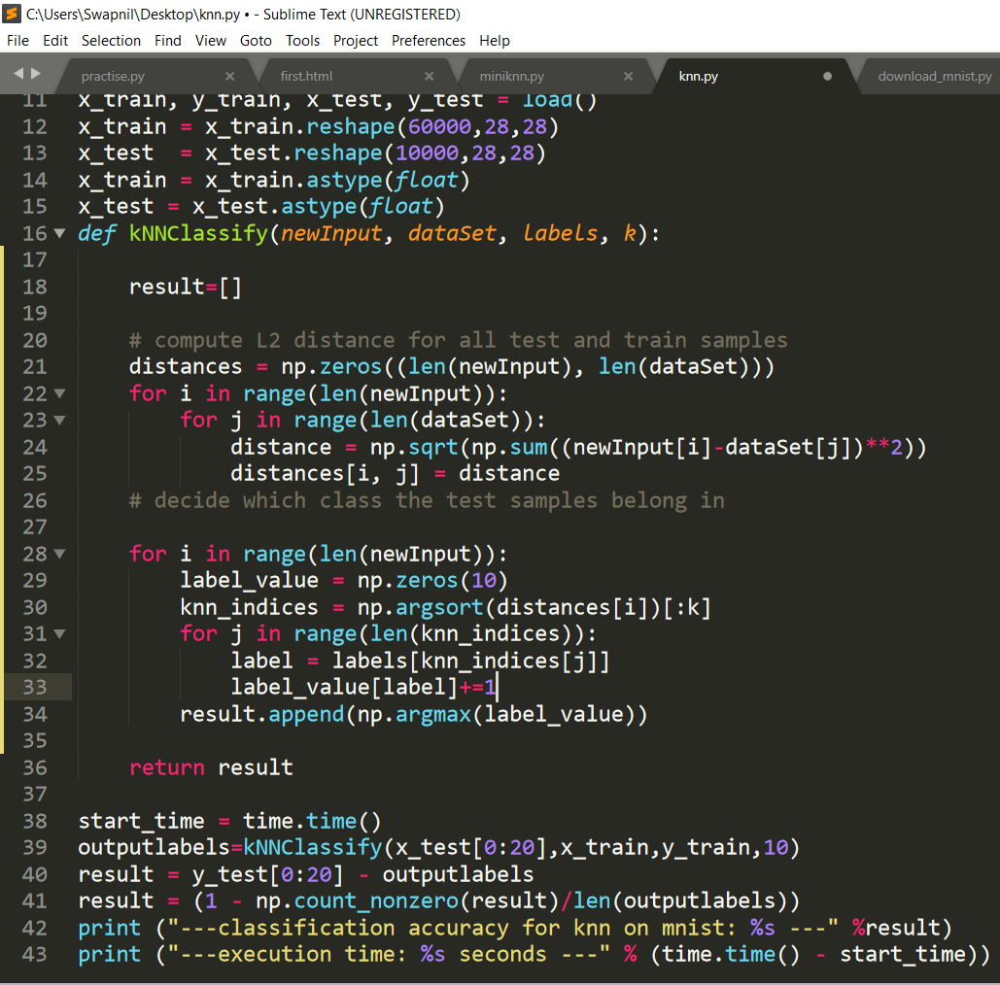 C:\Users\Swapnil\Desktop\knn.py • - Sublime Text (UNREGISTERED)
File Edit Selection Find View Goto Tools Project Preferences Help
practise.py × first.html × miniknn.py × knn.py download_mnist.py
11 x_train, y_train, x_test, y_test = load()
12 x_train = x_train.reshape(60000,28,28)
13 x_test  = x_test.reshape(10000,28,28)
14 x_train = x_train.astype(float)
15 x_test = x_test.astype(float)
16 def kNNClassify(newInput, dataSet, labels, k):
17
18     result=[]
19
20     # compute L2 distance for all test and train samples
21     distances = np.zeros((len(newInput), len(dataSet)))
22     for i in range(len(newInput)):
23         for j in range(len(dataSet)):
24             distance = np.sqrt(np.sum((newInput[i]-dataSet[j])**2))
25             distances[i, j] = distance
26     # decide which class the test samples belong in
27
28     for i in range(len(newInput)):
29         label_value = np.zeros(10)
30         knn_indices = np.argsort(distances[i])[:k]
31         for j in range(len(knn_indices)):
32             label = labels[knn_indices[j]]
33             label_value[label]+=1
34         result.append(np.argmax(label_value))
35
36     return result
37
38 start_time = time.time()
39 outputlabels=kNNClassify(x_test[0:20],x_train,y_train,10)
40 result = y_test[0:20] - outputlabels
41 result = (1 - np.count_nonzero(result)/len(outputlabels))
42 print ("---classification accuracy for knn on mnist: %s ---" %result)
43 print ("---execution time: %s seconds ---" % (time.time() - start_time))